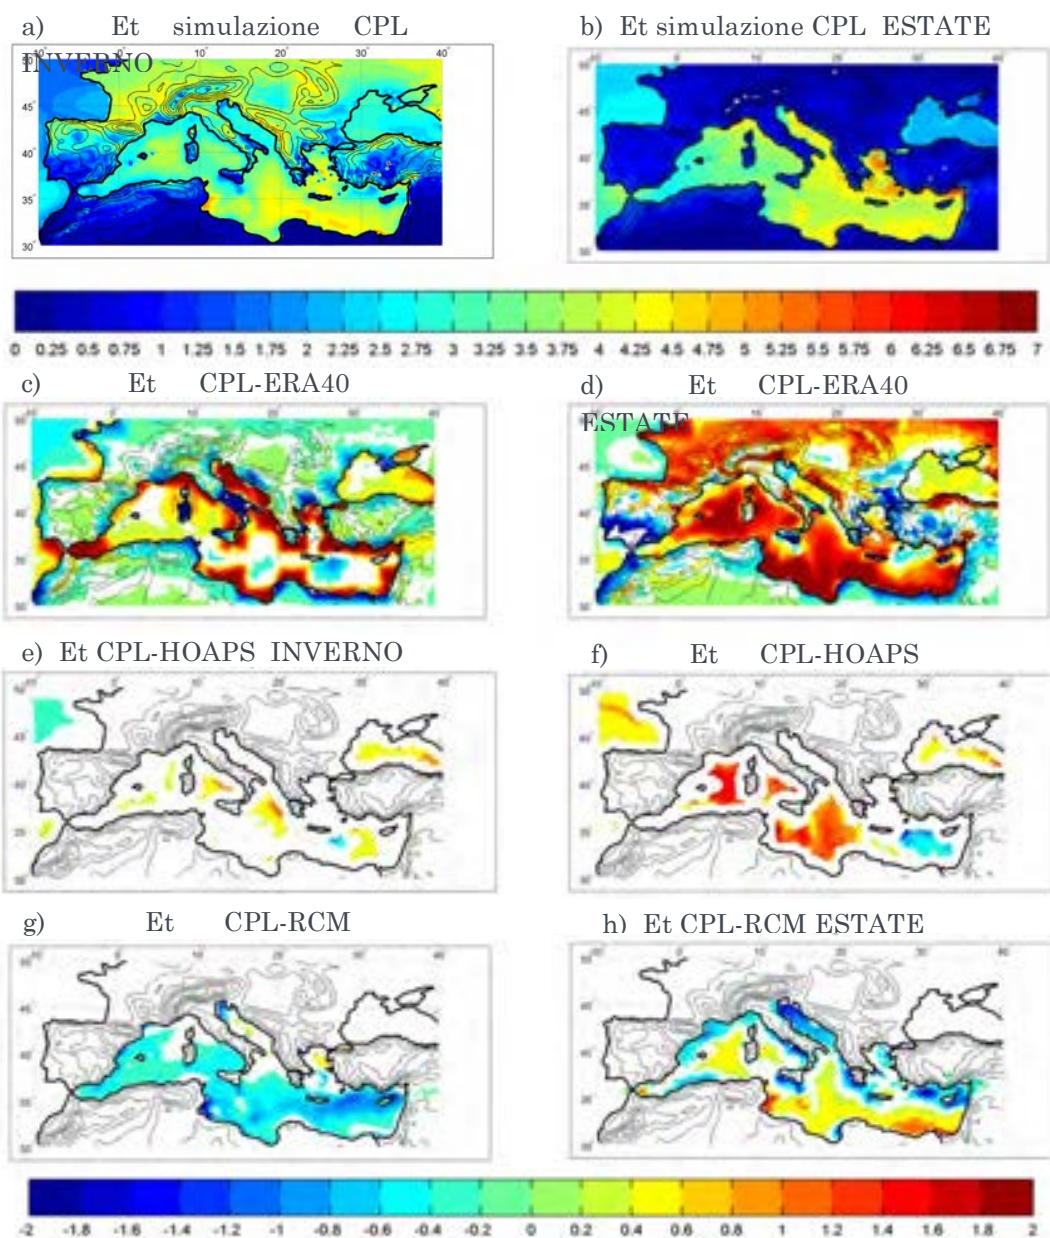 a) Et simulazione CPL
INVERNO
b) Et simulazione CPL ESTATE
0 0.25 0.5 0.75 1 1.25 1.5 1.75 2 2.25 2.5 2.75 3 3.25 3.5 3.75 4 4.25 4.5 4.75 5 5.25 5.5 5.75 6 6.25 6.5 6.75 7
c) Et CPL-ERA40
d) Et CPL-ERA40
ESTATE
e) Et CPL-HOAPS INVERNO
f) Et CPL-HOAPS
g) Et CPL-RCM
h) Et CPL-RCM ESTATE
-2 -1.8 -1.6 -1.4 -1.2 -1 -0.8 -0.6 -0.4 -0.2 0 0.2 0.4 0.6 0.8 1 1.2 1.4 1.6 1.8 2